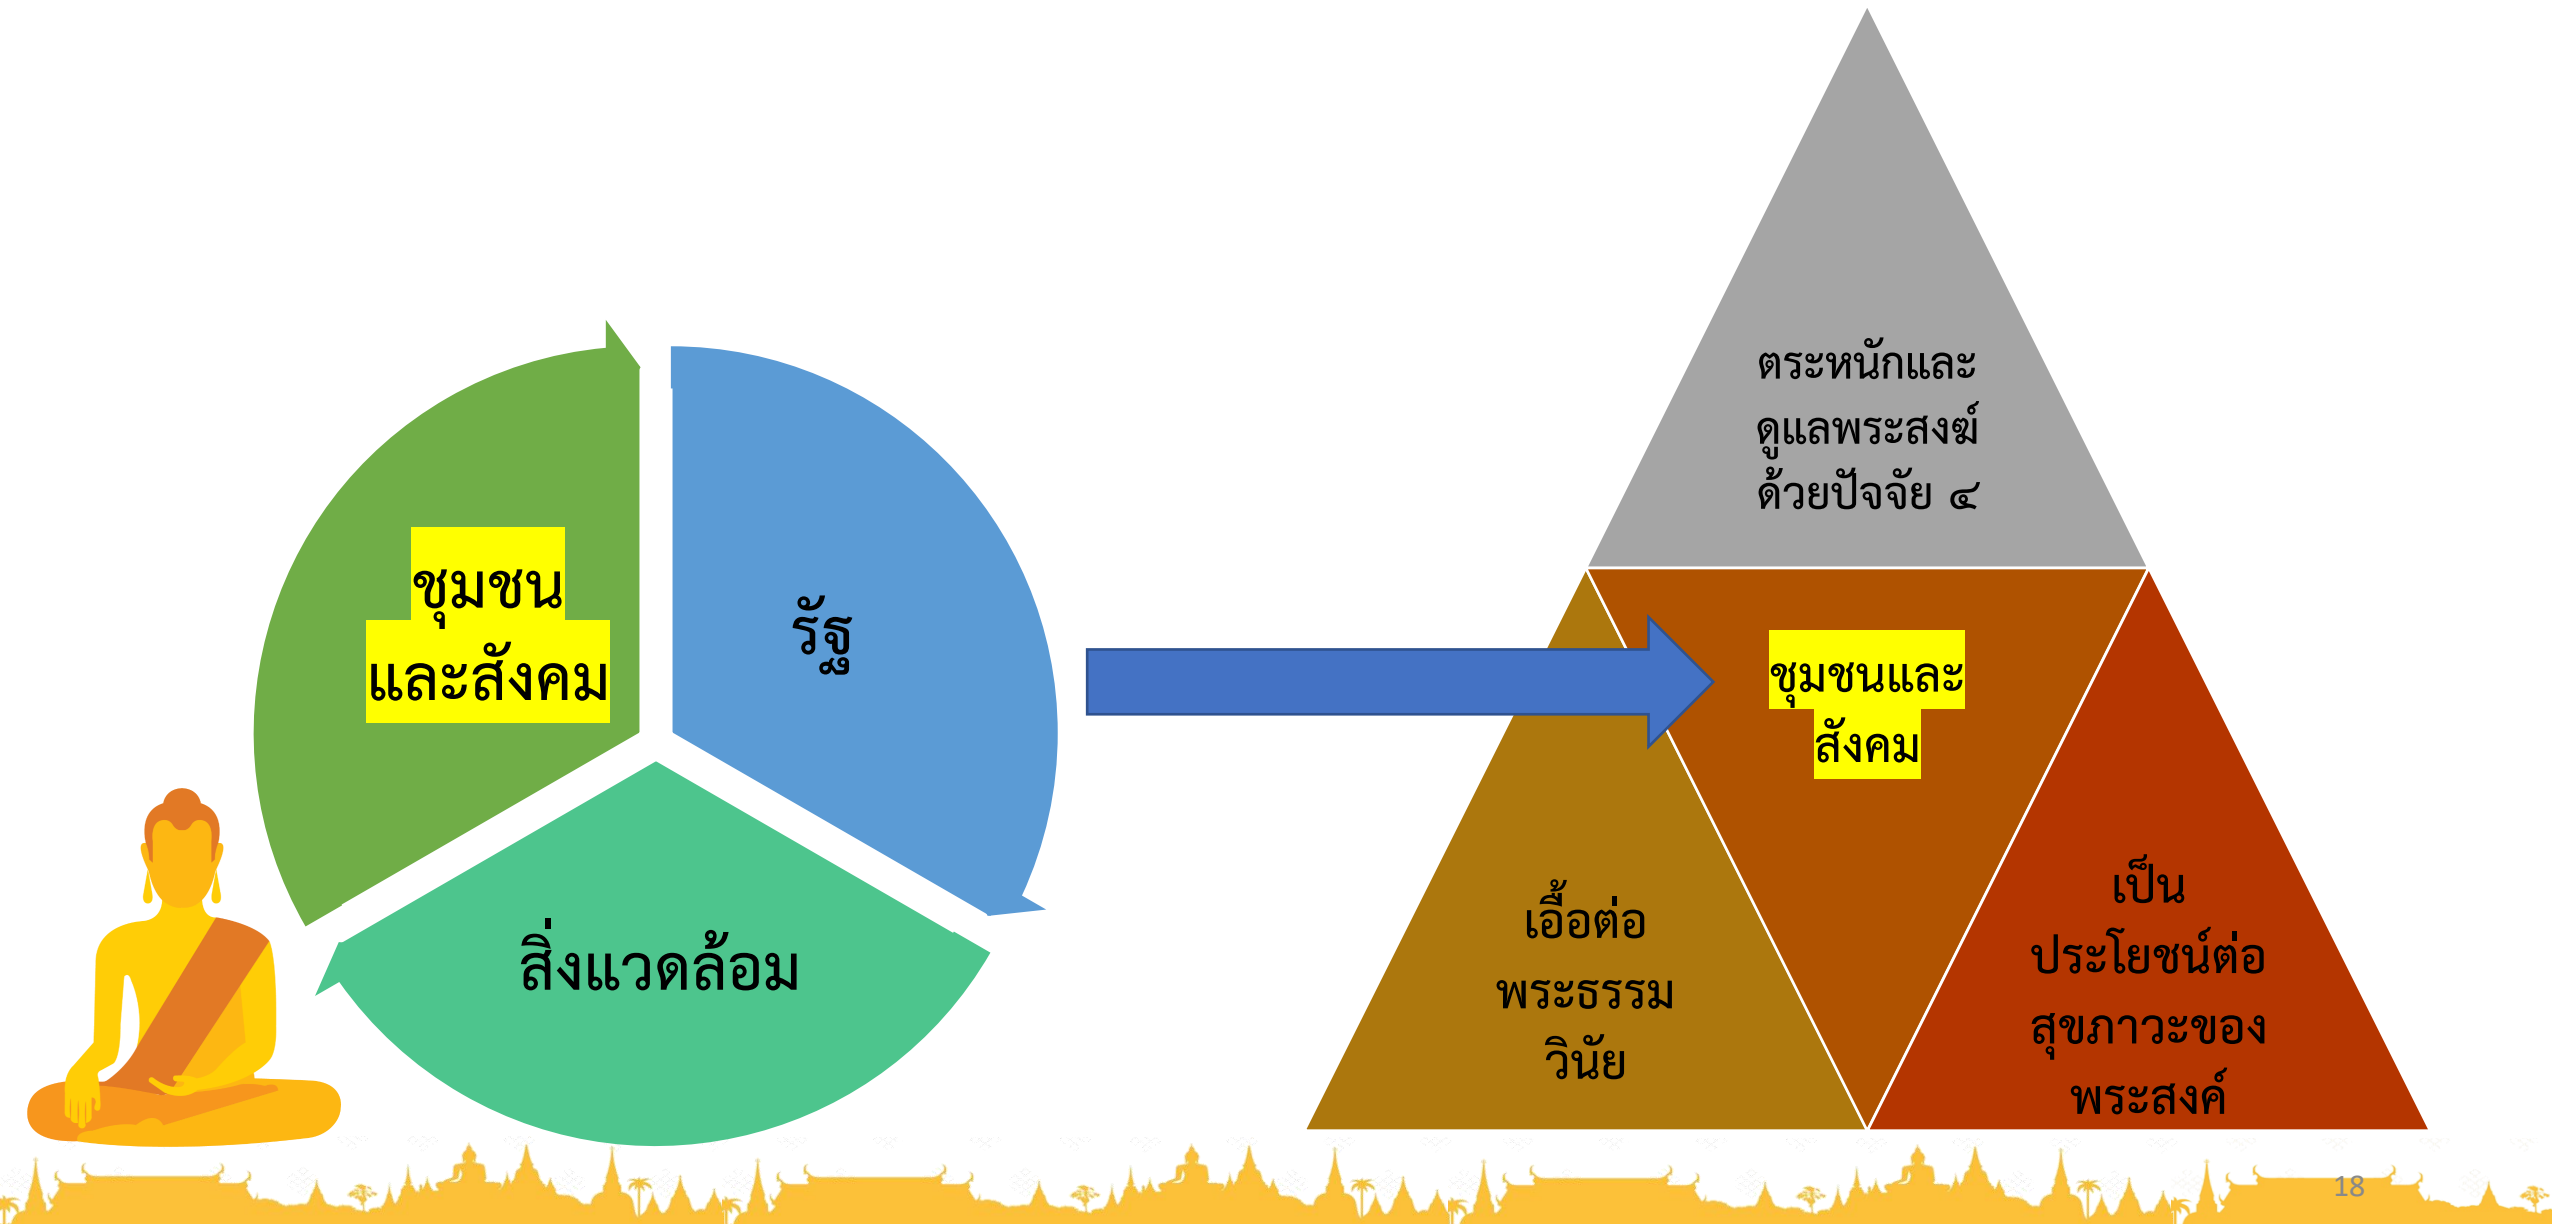 ชุมชน
และสังคม
รัฐ
สิ่งแวดล้อม
ตระหนักและ
ดูแลพระสงฆ์
ด้วยปัจจัย ๔
ชุมชนและ
สังคม
เอื้อต่อ
พระธรรม
วินัย
เป็น
ประโยชน์ต่อ
สุขภาวะของ
พระสงค์
18